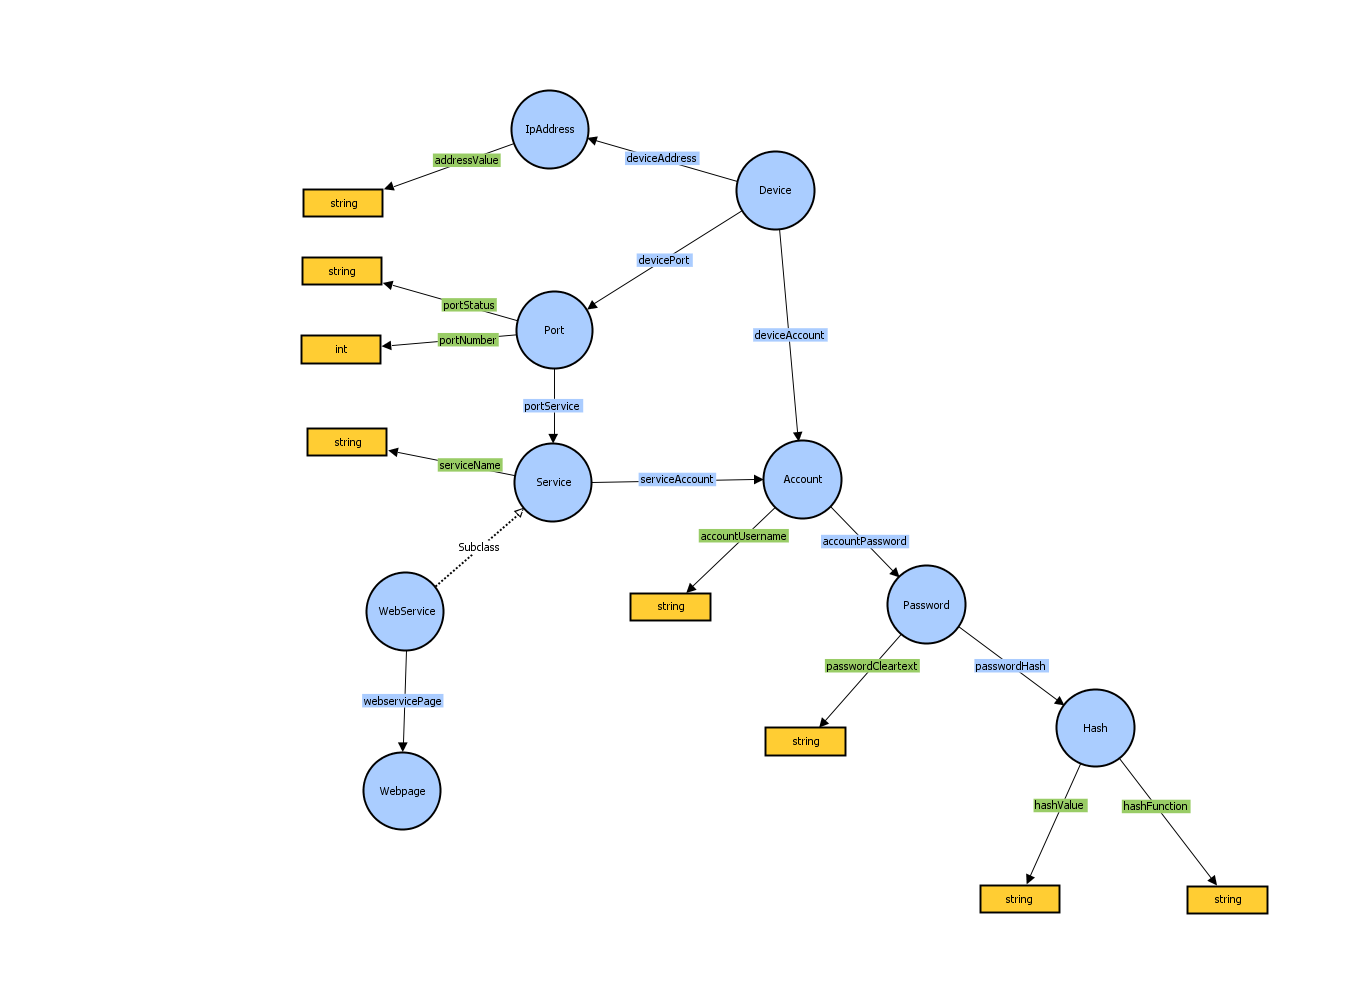 IpAddress
addressValue
deviceAddress
Device
string
devicePort
string
portStatus
Port
deviceAccount
portNumber
int
portService
string
serviceName
Service
serviceAccount
Account
accountUsername
accountPassword
Subclass
string
Password
WebService
passwordCleartext
passwordHash
webservicePage
Hash
string
Webpage
hashValue
hashFunction
string
string